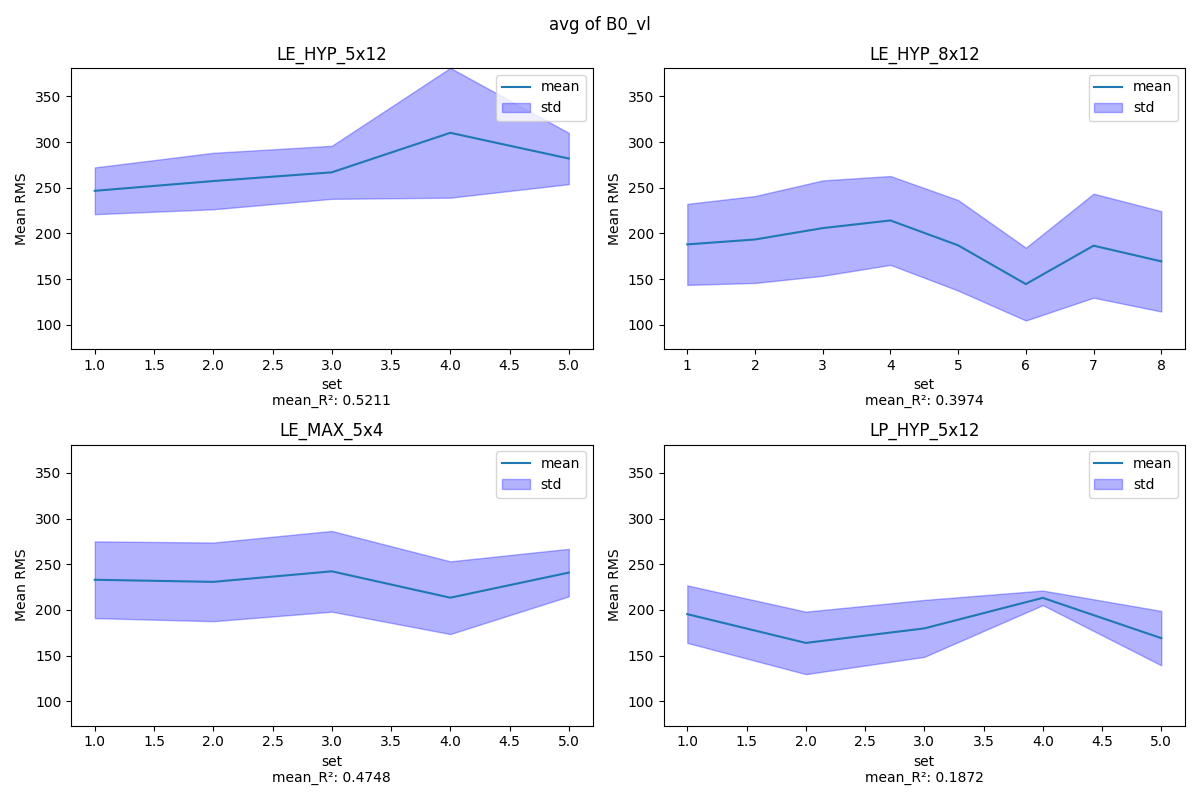 avg of B0_vl
LE_HYP_5x12
mean
std
350
300
250
200
150
100
Mean RMS
1.0 1.5 2.0 2.5 3.0 3.5 4.0 4.5 5.0
set
mean_R²: 0.5211
LE_HYP_8x12
mean
std
350
300
250
200
150
100
Mean RMS
1 2 3 4 5 6 7 8
set
mean_R²: 0.3974
LE_MAX_5x4
mean
std
350
300
250
200
150
100
Mean RMS
1.0 1.5 2.0 2.5 3.0 3.5 4.0 4.5 5.0
set
mean_R²: 0.4748
LP_HYP_5x12
mean
std
350
300
250
200
150
100
Mean RMS
1.0 1.5 2.0 2.5 3.0 3.5 4.0 4.5 5.0
set
mean_R²: 0.1872